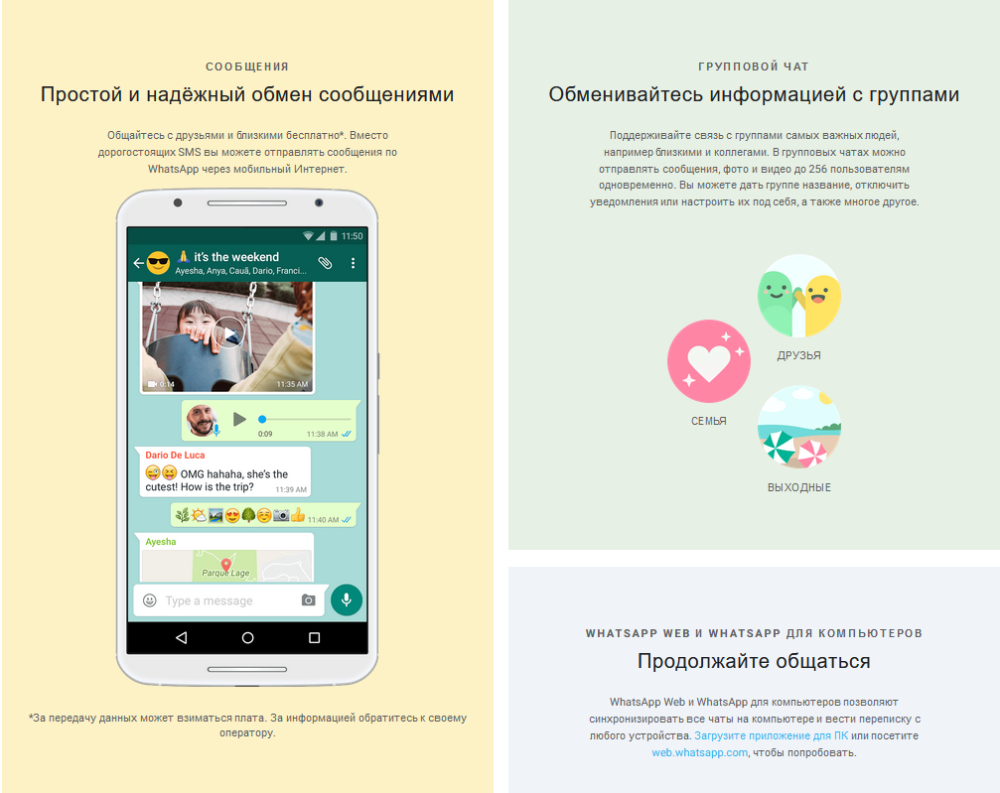 СООБЩЕНИЯ
Простой и надёжный обмен сообщениями
Общайтесь с друзьями и близкими бесплатно*. Вместо
дорогостоящих SMS вы можете отправлять сообщения по
WhatsApp через мобильный Интернет.
11:50
🙏 it's the weekend
Ayesha, Anya, Cauã, Dario, Franci...
0:14
11:35 AM
0:09
11:38 AM
Dario De Luca
😜😝 OMG hahaha, she's the
cutest! How is the trip?
11:39 AM
11:40 AM
Ayesha
Parque Lage
Type a message
*За передачу данных может взиматься плата. За информацией обратитесь к своему
оператору.
ГРУППОВОЙ ЧАТ
Обменивайтесь информацией с группами
Поддерживайте связь с группами самых важных людей,
например близкими и коллегами. В групповых чатах можно
отправлять сообщения, фото и видео до 256 пользователям
одновременно. Вы можете дать группе название, отключить
уведомления или настроить их под себя, а также многое другое.
ДРУЗЬЯ
СЕМЬЯ
ВЫХОДНЫЕ
WHATSAPP WEB И WHATSAPP ДЛЯ КОМПЬЮТЕРОВ
Продолжайте общаться
WhatsApp Web и WhatsApp для компьютеров позволяют
синхронизировать все чаты на компьютере и вести переписку с
любого устройства. Загрузите приложение для ПК или посетите
web.whatsapp.com, чтобы попробовать.